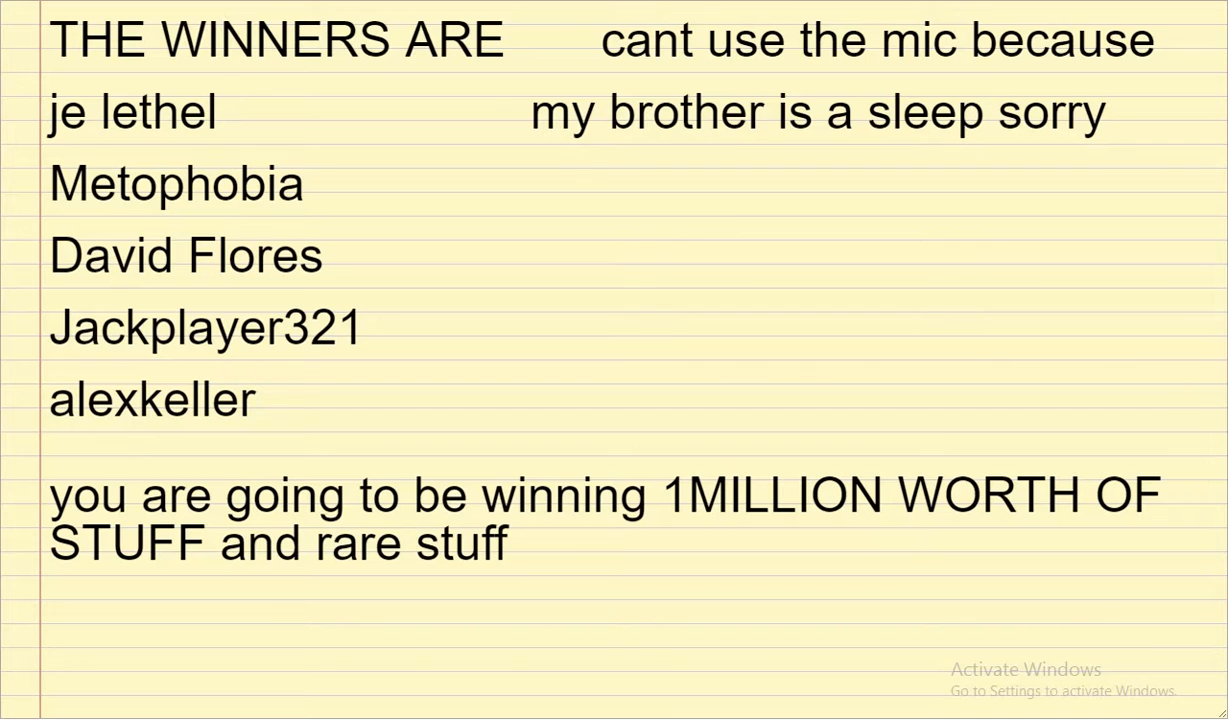 THE WINNERS ARE cant use the mic because
je lethel my brother is a sleep sorry
Metophobia
David Flores
Jackplayer321
alexkeller
you are going to be winning 1MILLION WORTH OF
STUFF and rare stuff
Activate Windows
Go to Settings to activate Windows.